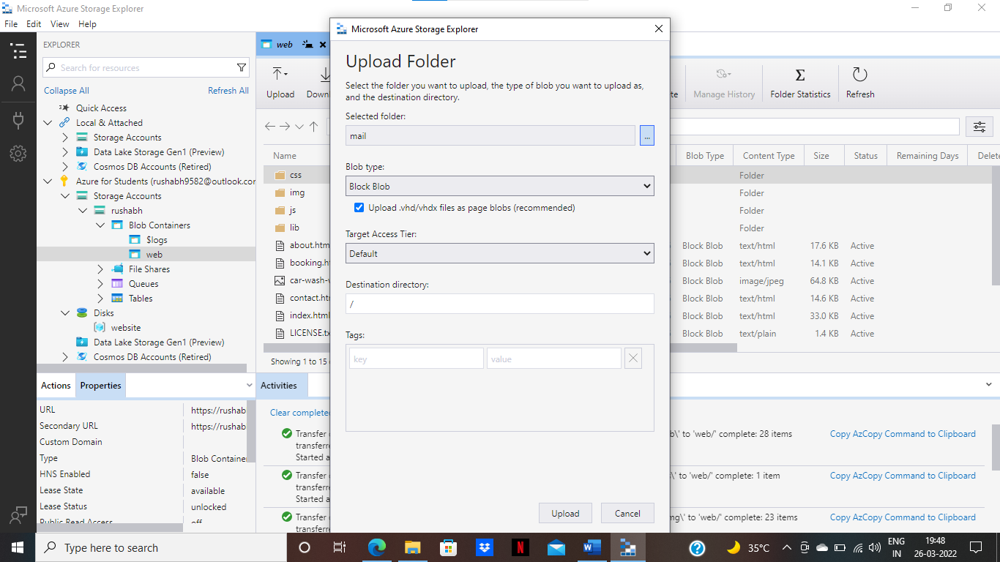 Microsoft Azure Storage Explorer
File Edit View Help
EXPLORER
Search for resources
Collapse All Refresh All
Quick Access
Local & Attached
Storage Accounts
Data Lake Storage Gen1 (Preview)
Cosmos DB Accounts (Retired)
Azure for Students (rushabh9582@outlook.cor
Storage Accounts
rushabh
Blob Containers
$logs
web
File Shares
Queues
Tables
Disks
website
Data Lake Storage Gen1 (Preview)
Cosmos DB Accounts (Retired)
Actions Properties
URL https://rushab
Secondary URL https://rushab
Custom Domain
Type Blob Container
HNS Enabled false
Lease State available
Lease Status unlocked
Public Read Access off
web
Upload Downl
Manage History Folder Statistics Refresh
Name Blob Type Content Type Size Status Remaining Days Delete
css Folder
img Folder
js Folder
lib Folder
about.htm Block Blob text/html 17.6 KB Active
booking.h Block Blob text/html 14.1 KB Active
car-wash- Block Blob image/jpeg 64.8 KB Active
contact.ht Block Blob text/html 14.6 KB Active
index.html Block Blob text/html 33.0 KB Active
LICENSE.tx Block Blob text/plain 1.4 KB Active
Showing 1 to 15
Activities
Clear complete
Transfer
transferre
Started a
b\' to 'web/' complete: 28 items
Copy AzCopy Command to Clipboard
Transfer
transferre
Started a
\' to 'web/' complete: 1 item
Copy AzCopy Command to Clipboard
Transfer
transferre
ng\' to 'web/' complete: 23 items
Copy AzCopy Command to Clipboard
Microsoft Azure Storage Explorer
Upload Folder
Select the folder you want to upload, the type of blob you want to upload as,
and the destination directory.
Selected folder:
mail ...
Blob type:
Block Blob
Upload .vhd/vhdx files as page blobs (recommended)
Target Access Tier:
Default
Destination directory:
/
Tags:
key value
Upload Cancel
Type here to search
W N
35°C
ENG
IN
19:48
26-03-2022